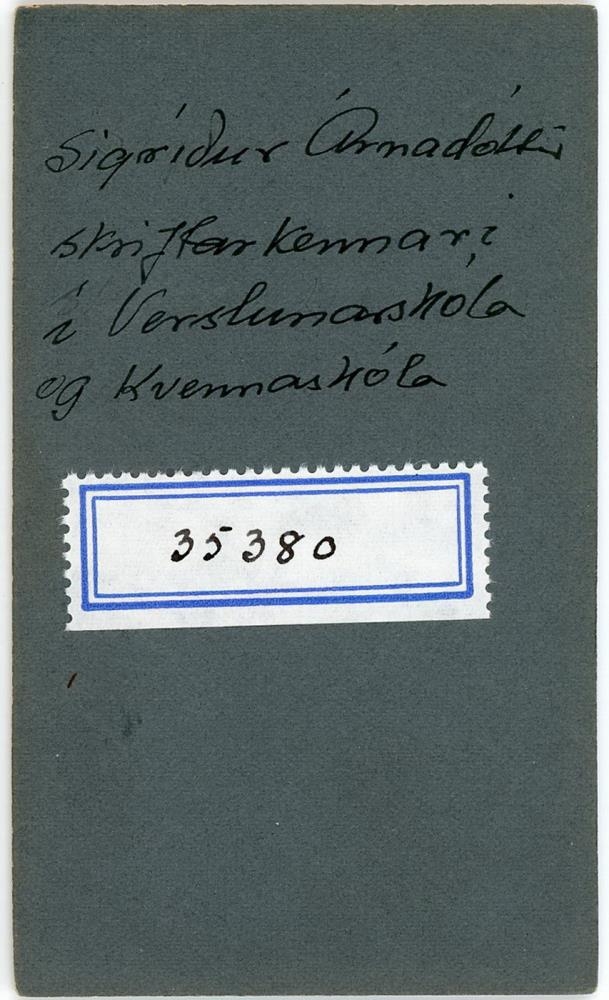 Sigríður Árnadóttir
skriftarkennari
í Verslunarskóla
og Kvennaskóla
35380